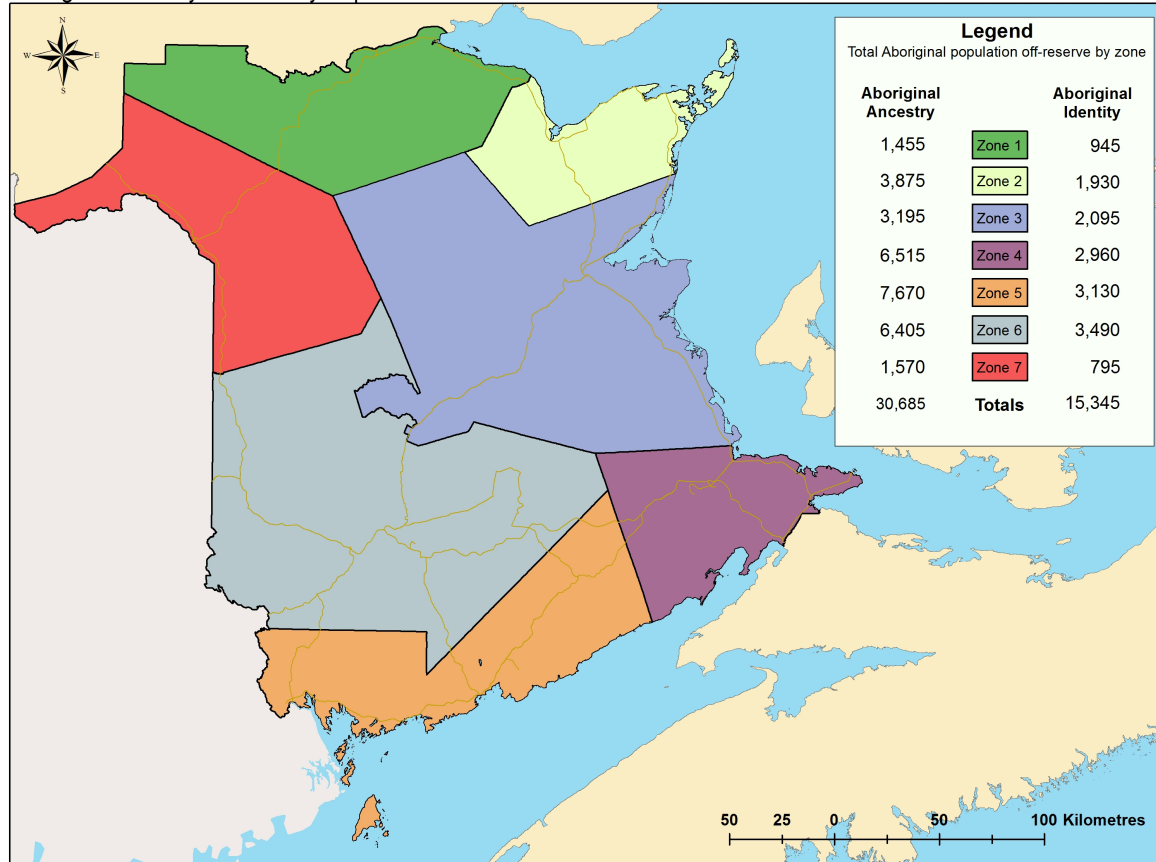 N
W E
S
Legend
Total Aboriginal population off-reserve by zone
Aboriginal Ancestry Aboriginal Identity
1,455 Zone 1 945
3,875 Zone 2 1,930
3,195 Zone 3 2,095
6,515 Zone 4 2,960
7,670 Zone 5 3,130
6,405 Zone 6 3,490
1,570 Zone 7 795
30,685 Totals 15,345
50 25 0 50 100 Kilometres